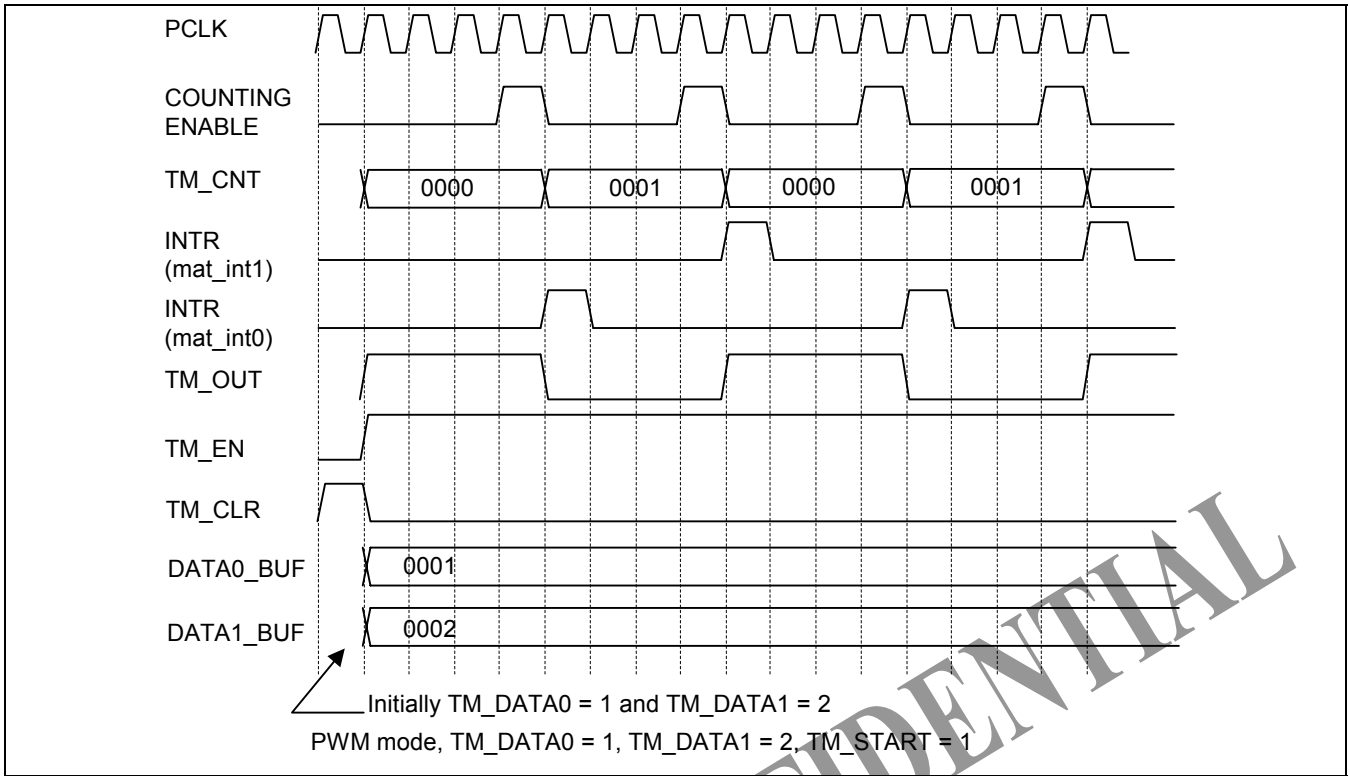 PCLK
COUNTING
ENABLE
TM_CNT
0000
0001
0000
0001
INTR
(mat_int1)
INTR
(mat_int0)
TM_OUT
TM_EN
TM_CLR
DATA0_BUF
0001
DATA1_BUF
0002
Initially TM_DATA0 = 1 and TM_DATA1 = 2
PWM mode, TM_DATA0 = 1, TM_DATA1 = 2, TM_START = 1
FIDENTIAL